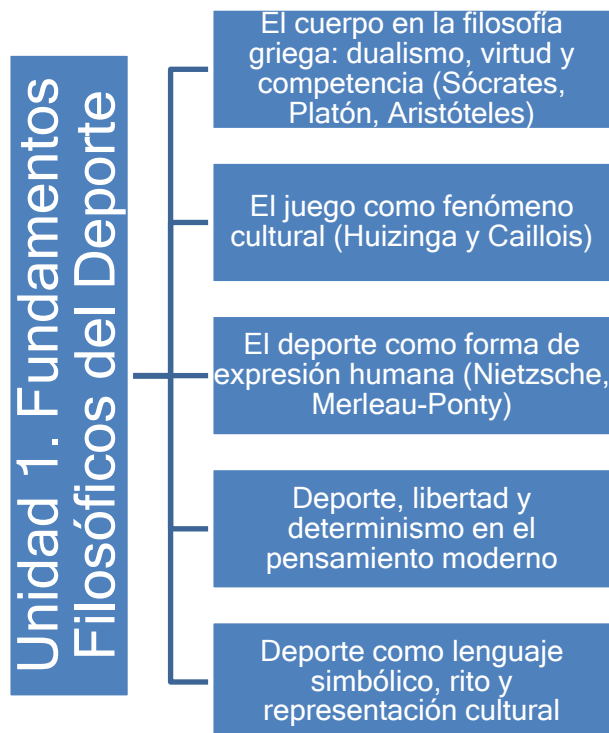 Unidad 1. Fundamentos
Filosóficos del Deporte
El cuerpo en la filosofía
griega: dualismo, virtud y
competencia (Sócrates,
Platón, Aristóteles)
El juego como fenómeno
cultural (Huizinga y Caillois)
El deporte como forma de
expresión humana (Nietzsche,
Merleau-Ponty)
Deporte, libertad y
determinismo en el
pensamiento moderno
Deporte como lenguaje
simbólico, rito y
representación cultural